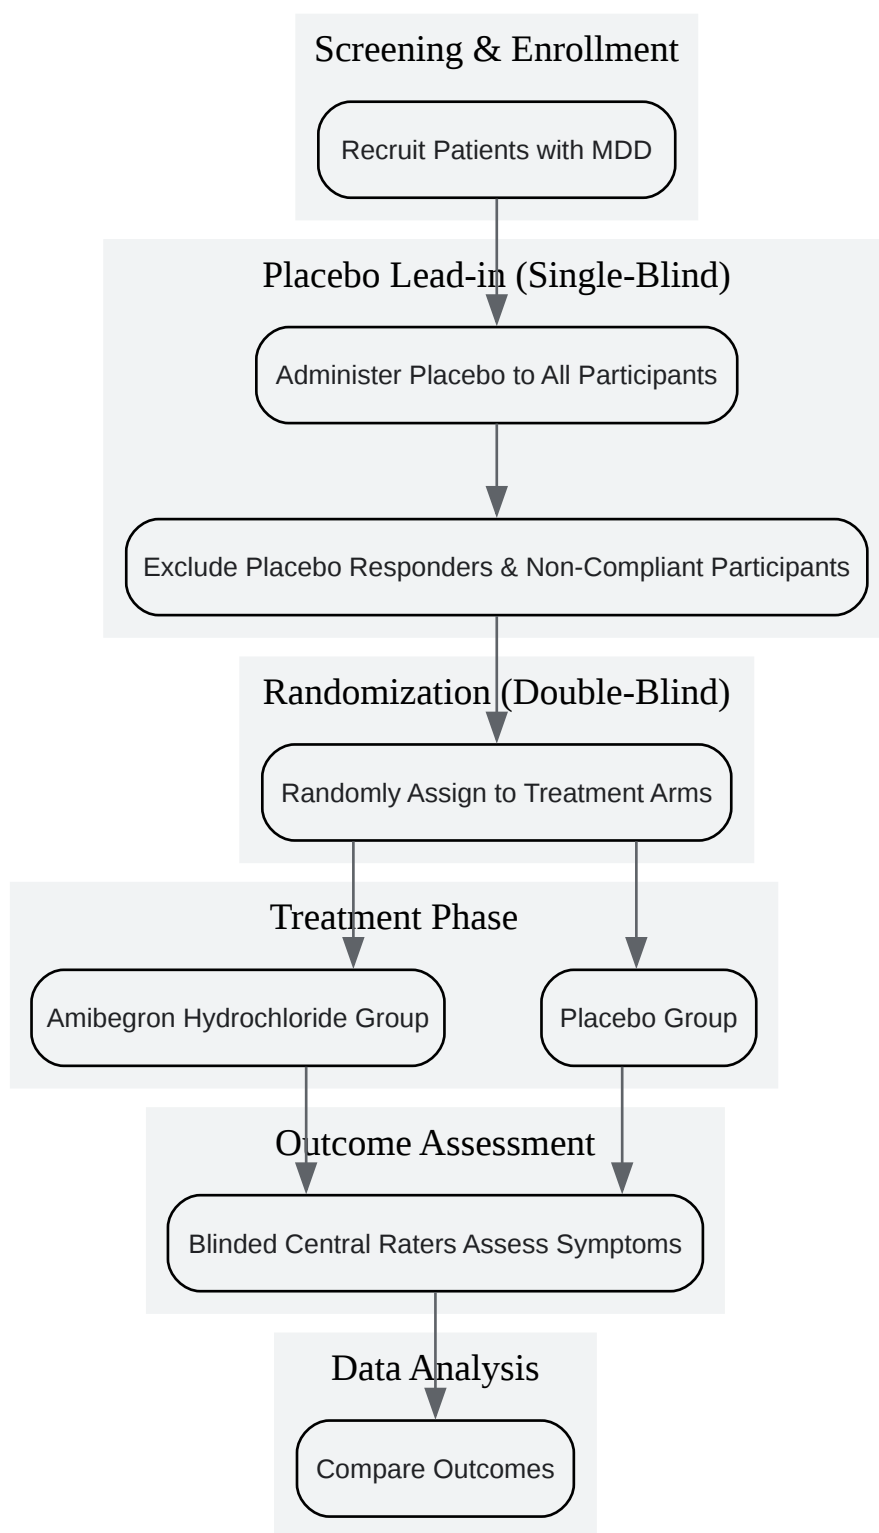 Screening & Enrollment
Recruit Patients with MDD
Placebo Lead-in (Single-Blind)
Administer Placebo to All Participants
Exclude Placebo Responders & Non-Compliant Participants
Randomization (Double-Blind)
Randomly Assign to Treatment Arms
Treatment Phase
Amibegron Hydrochloride Group
Placebo Group
Outcome Assessment
Blinded Central Raters Assess Symptoms
Data Analysis
Compare Outcomes